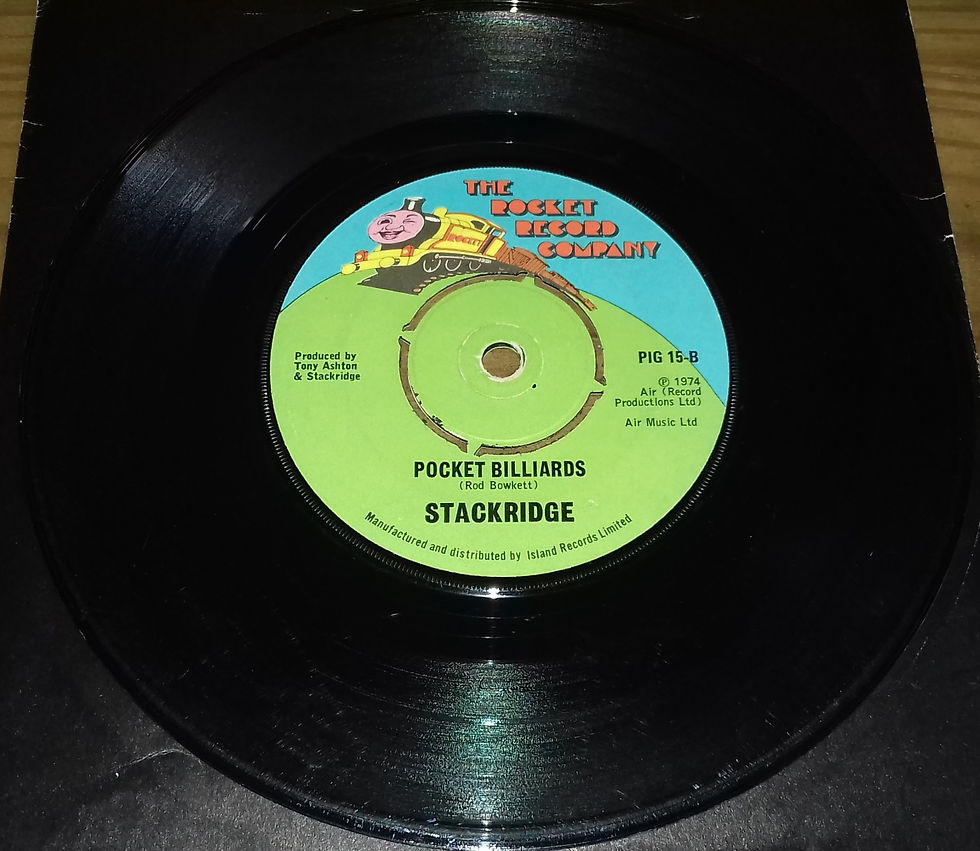 THE
ROCKET
RECORD
COMPANY
ROCKET
Produced by
Tony Ashton
& Stackridge
PIG 15-B
Ⓟ 1974
Air (Record
Productions Ltd)
Air Music Ltd
POCKET BILLIARDS
(Rod Bowkett)
STACKRIDGE
Manufactured and distributed by Island Records Limited